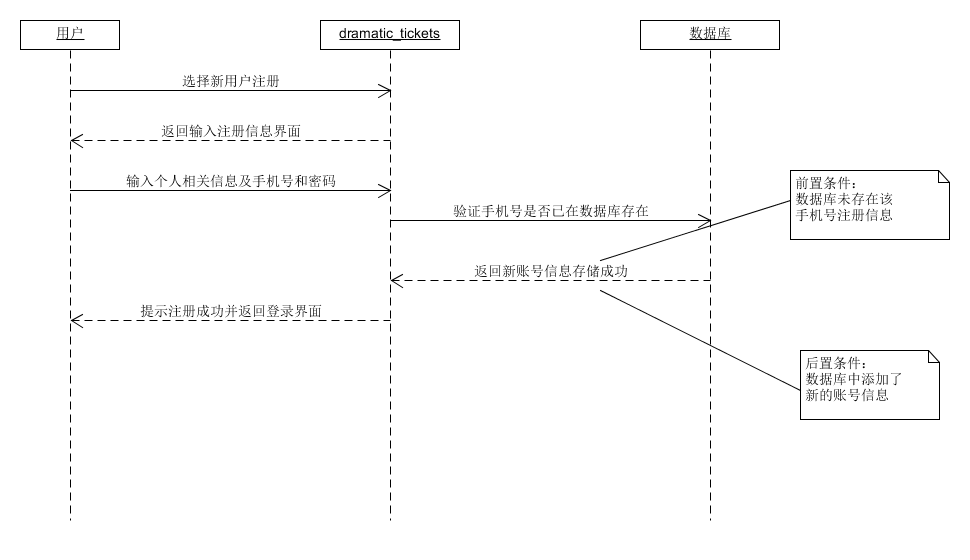 用户
dramatic_tickets
数据库
选择新用户注册
返回输入注册信息界面
输入个人相关信息及手机号和密码
前置条件：
数据库未存在该
手机号注册信息
验证手机号是否已在数据库存在
返回新账号信息存储成功
提示注册成功并返回登录界面
后置条件：
数据库中添加了
新的账号信息